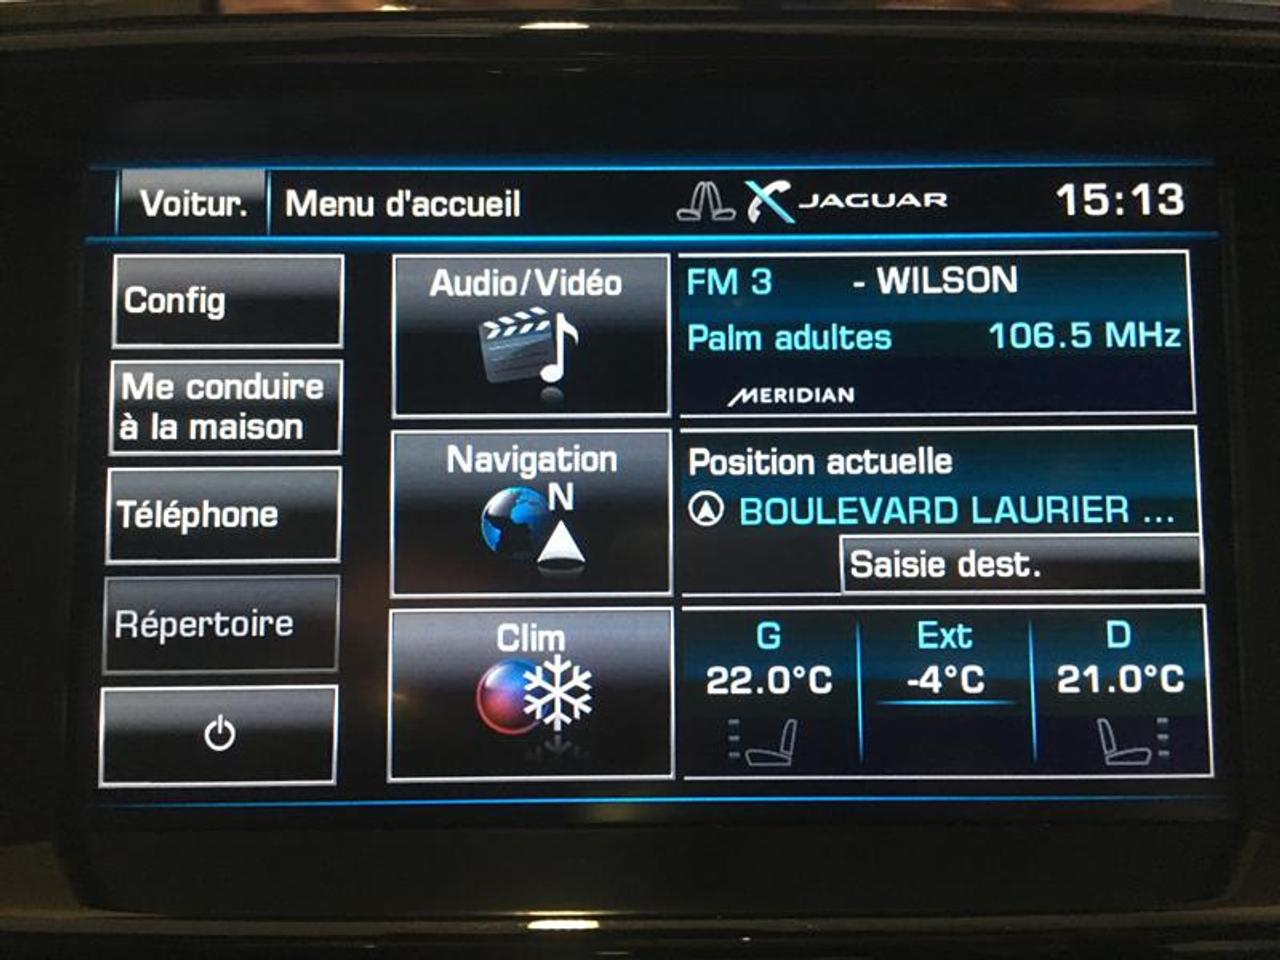 Voitur.
Menu d'accueil
JAGUAR
15:13
Config
Me conduire
à la maison
Téléphone
Répertoire
Audio/Vidéo
FM 3 - WILSON
Palm adultes 106.5 MHz
MERIDIAN
Navigation
N
Position actuelle
BOULEVARD LAURIER ...
Saisie dest.
Clim
G Ext D
22.0°C -4°C 21.0°C